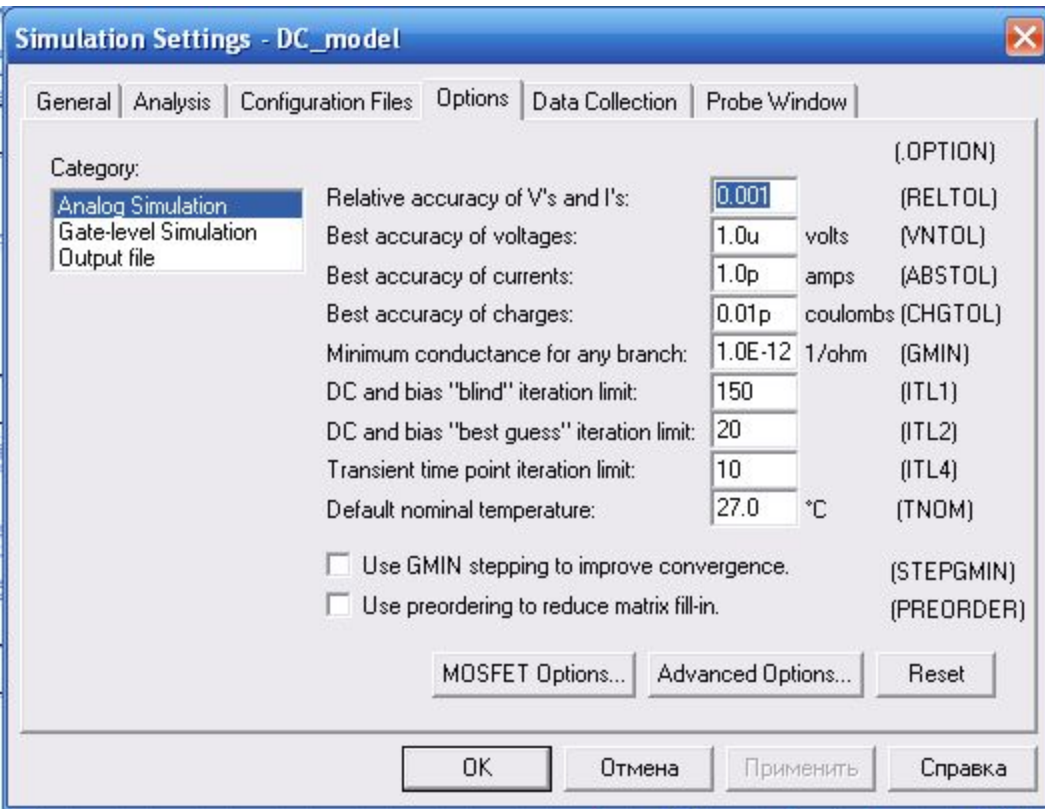 Simulation Settings - DC_model
General Analysis Configuration Files Options Data Collection Probe Window
(.OPTION)
Category:
Analog Simulation
Gate-level Simulation
Output file
Relative accuracy of V's and I's: 0.001 (RELTOL)
Best accuracy of voltages: 1.0u volts (VNTOL)
Best accuracy of currents: 1.0p amps (ABSTOL)
Best accuracy of charges: 0.01p coulombs (CHGTOL)
Minimum conductance for any branch: 1.0E-12 1/ohm (GMIN)
DC and bias "blind" iteration limit: 150 (ITL1)
DC and bias "best guess" iteration limit: 20 (ITL2)
Transient time point iteration limit: 10 (ITL4)
Default nominal temperature: 27.0 °C (TNOM)
Use GMIN stepping to improve convergence. (STEPGMIN)
Use preordering to reduce matrix fill-in. (PREORDER)
MOSFET Options... Advanced Options... Reset
OK Отмена Применить Справка